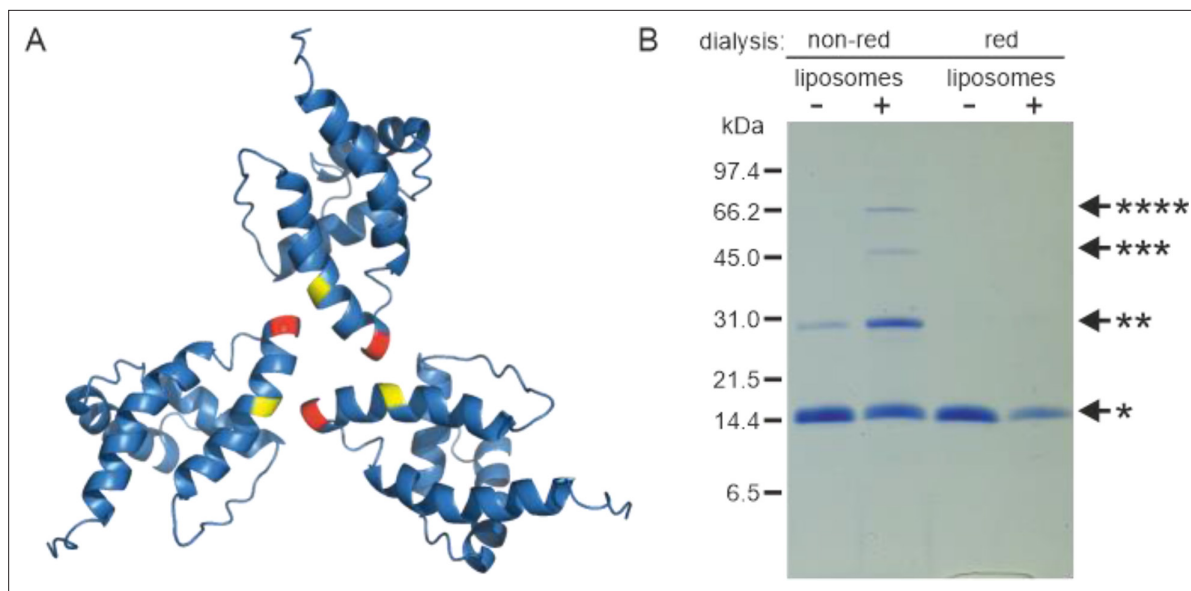 A
B
dialysis: non-red red
liposomes liposomes
- + - +
kDa
97.4
66.2
45.0
31.0
21.5
14.4
6.5
****
***
**
*